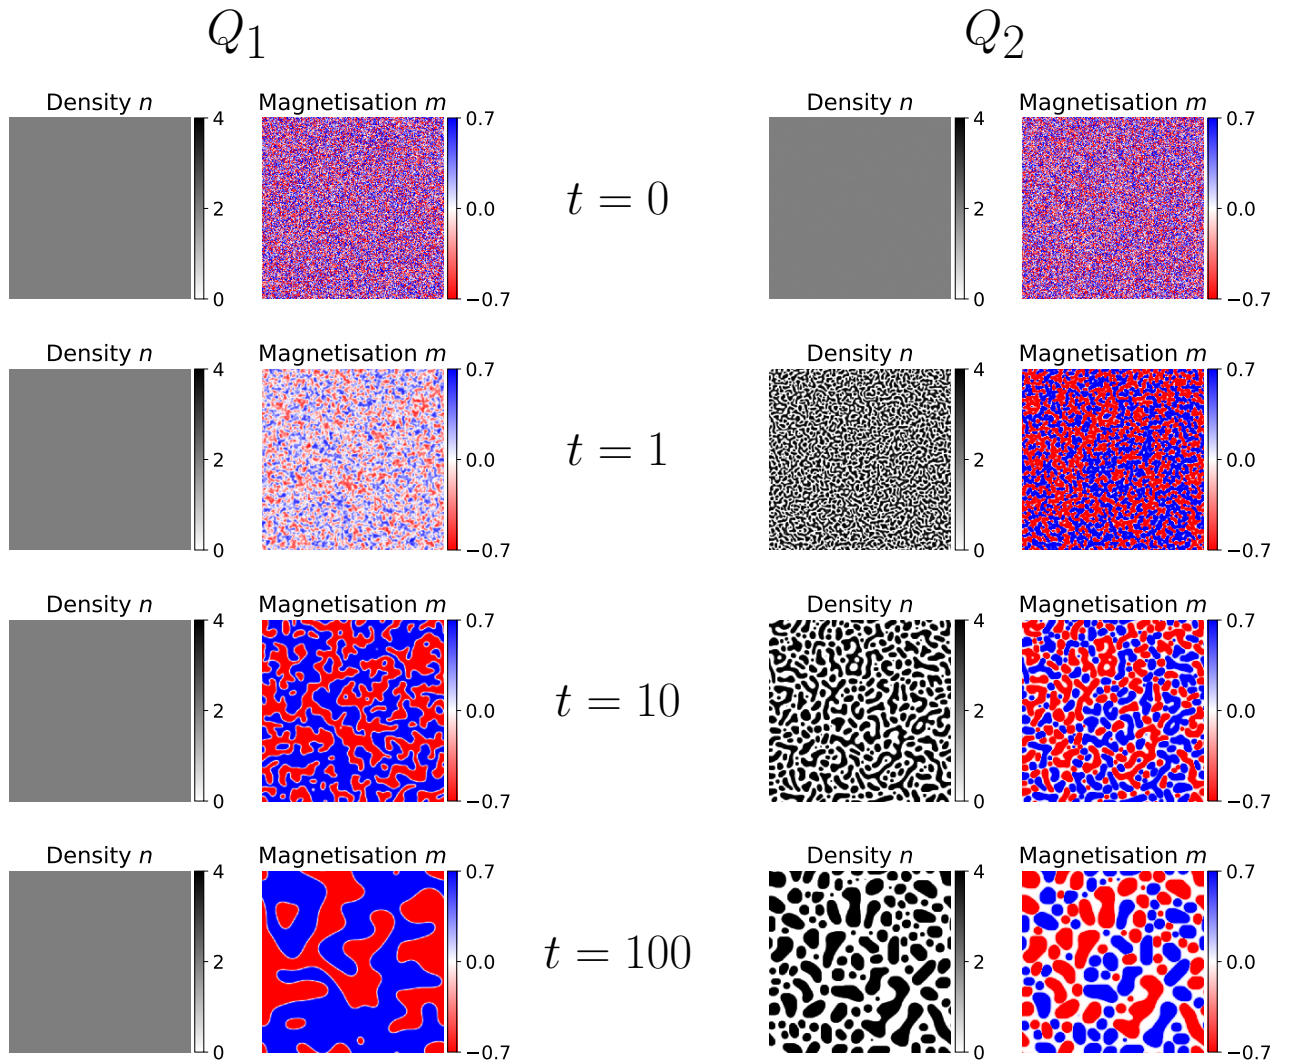 Q1 Q2
Density n Magnetisation m Density n Magnetisation m
4 0.7 4 0.7
2 0.0 t = 0 2 0.0
0 −0.7 0 −0.7
Density n Magnetisation m Density n Magnetisation m
4 0.7 4 0.7
2 0.0 t = 1 2 0.0
0 −0.7 0 −0.7
Density n Magnetisation m Density n Magnetisation m
4 0.7 4 0.7
2 0.0 t = 10 2 0.0
0 −0.7 0 −0.7
Density n Magnetisation m Density n Magnetisation m
4 0.7 4 0.7
2 0.0 t = 100 2 0.0
0 −0.7 0 −0.7